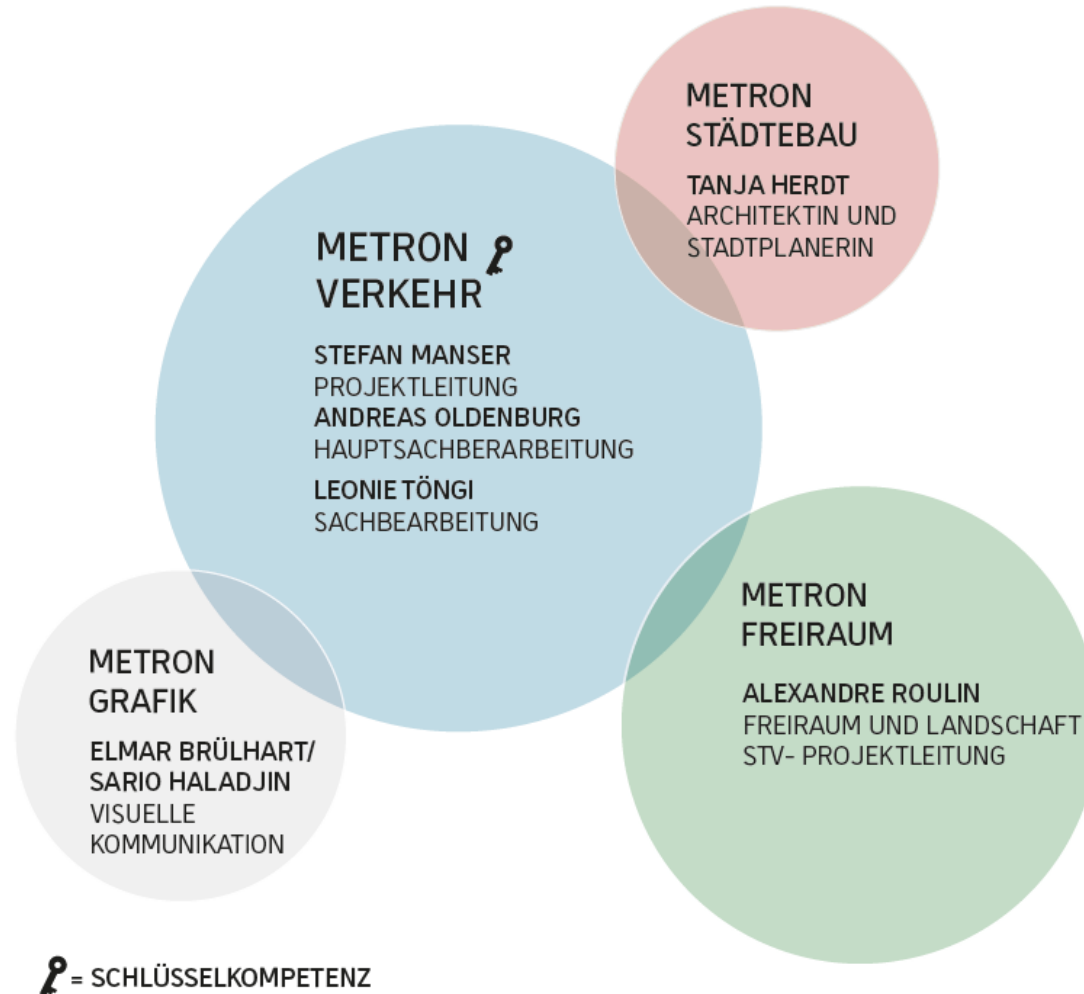 METRON
STÄDTEBAU
TANJA HERDT
ARCHITEKTIN UND
STADTPLANERIN
METRON
VERKEHR
STEFAN MANSER
PROJEKTLEITUNG
ANDREAS OLDENBURG
HAUPTSACHBERARBEITUNG
LEONIE TÖNGI
SACHBEARBEITUNG
METRON
FREIRAUM
ALEXANDRE ROULIN
FREIRAUM UND LANDSCHAFT
STV- PROJEKTLEITUNG
METRON
GRAFIK
ELMAR BRÜLHART/
SARIO HALADJIN
VISUELLE
KOMMUNIKATION
= SCHLÜSSELKOMPETENZ